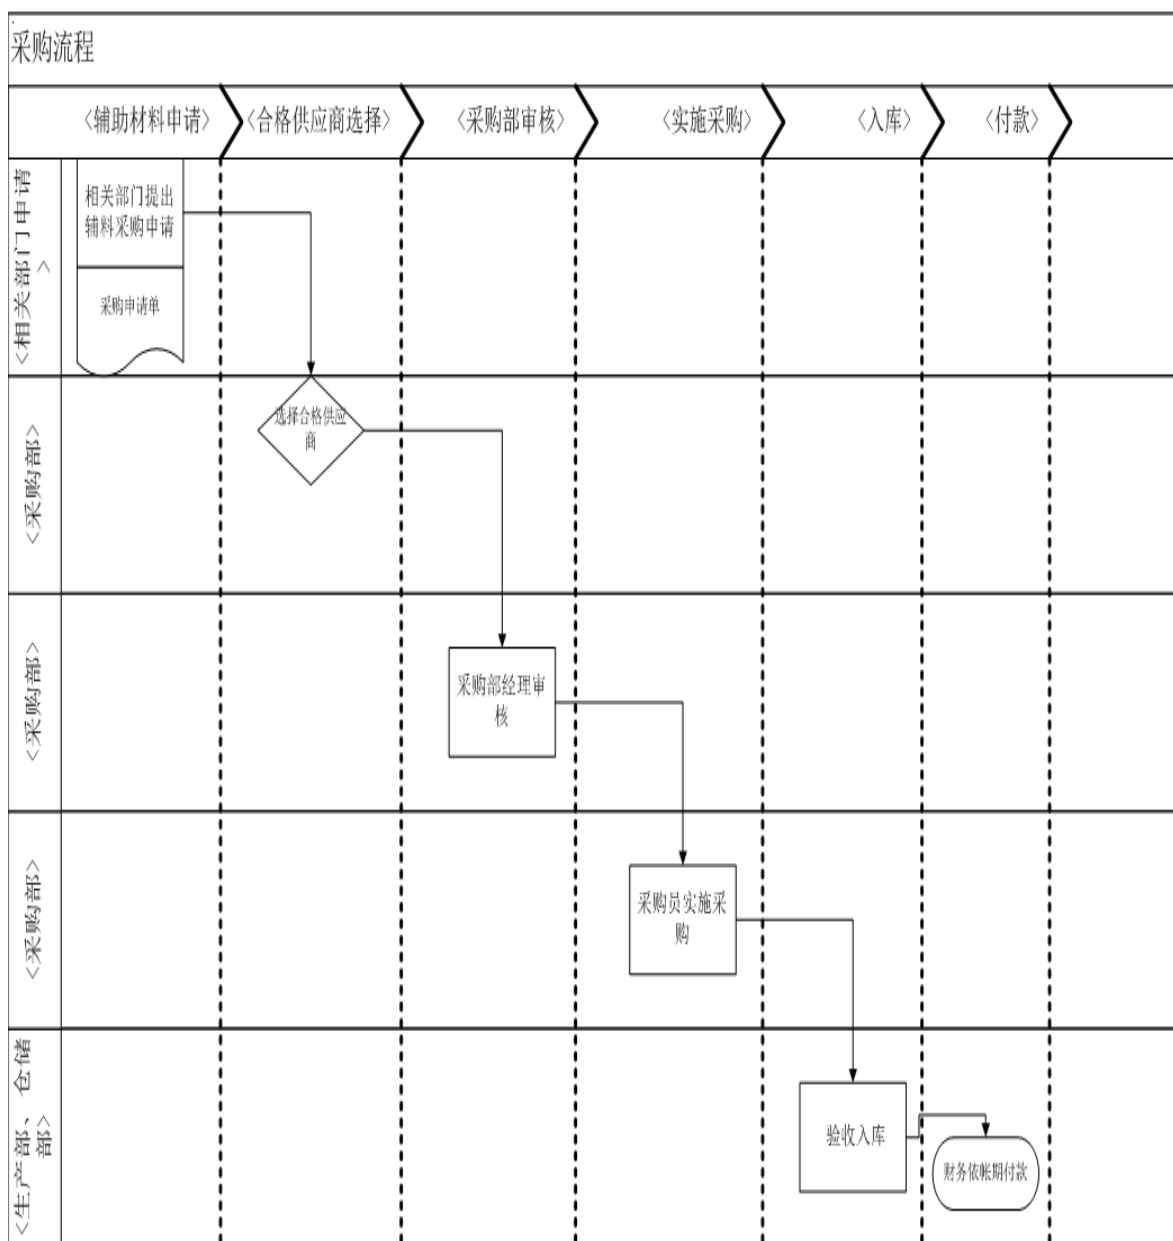 采购流程
<辅助材料申请>
<合格供应商选择>
<采购部审核>
<实施采购>
<入库>
<付款>
<相关部门申请
>
相关部门提出
辅料采购申请
采购申请单
<采购部>
选择合格供应
商
<采购部>
采购部经理审
核
<采购部>
采购员实施采
购
<生产部、仓储
部>
验收入库
财务依帐期付款